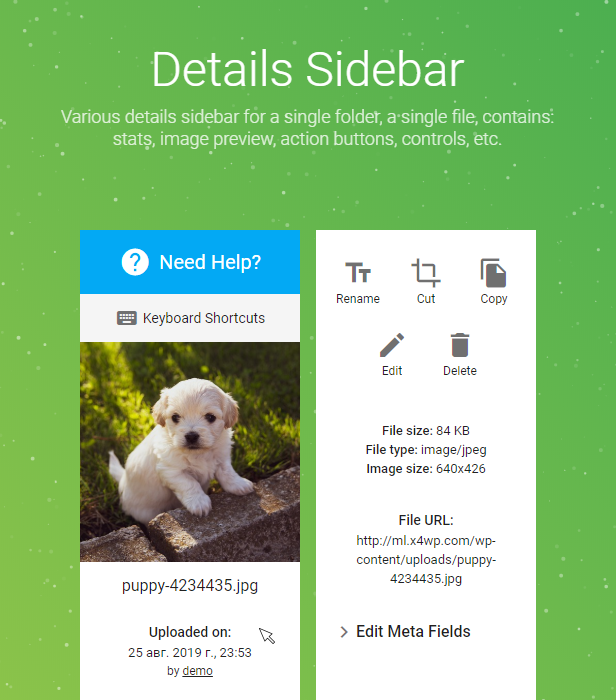 Details Sidebar
Various details sidebar for a single folder, a single file, contains:
stats, image preview, action buttons, controls, etc.
Need Help?
Keyboard Shortcuts
puppy-4234435.jpg
Uploaded on:
25 авг. 2019 г., 23:53
by demo
Rename Cut Copy
Edit Delete
File size: 84 KB
File type: image/jpeg
Image size: 640x426
File URL:
http://ml.x4wp.com/wp-
content/uploads/puppy-
4234435.jpg
Edit Meta Fields